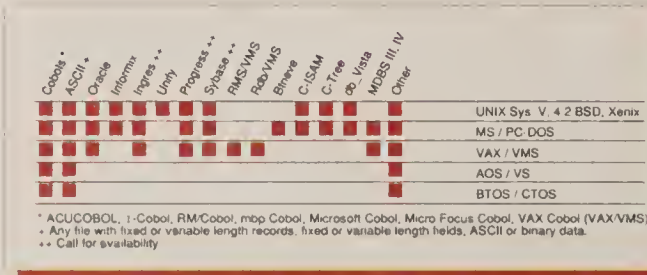 Cobols *
ASCII +
Oracle
Informix
Ingres ++
Unify
Progress ++
Sybase ++
RMS/VMS
Rdb/VMS
Btrieve
C-ISAM
C-Tree
db_Vista
MDBS III, IV
Other
UNIX Sys V, 4 2 BSD, Xenix
MS / PC-DOS
VAX / VMS
AOS / VS
BTOS / CTOS
* ACUCOBOL, I-Cobol, RM/Cobol, mbp Cobol, Microsoft Cobol, Micro Focus Cobol, VAX Cobol (VAX/VMS)
+ Any file with fixed or variable length records, fixed or variable length fields, ASCII or binary data.
++ Call for availability